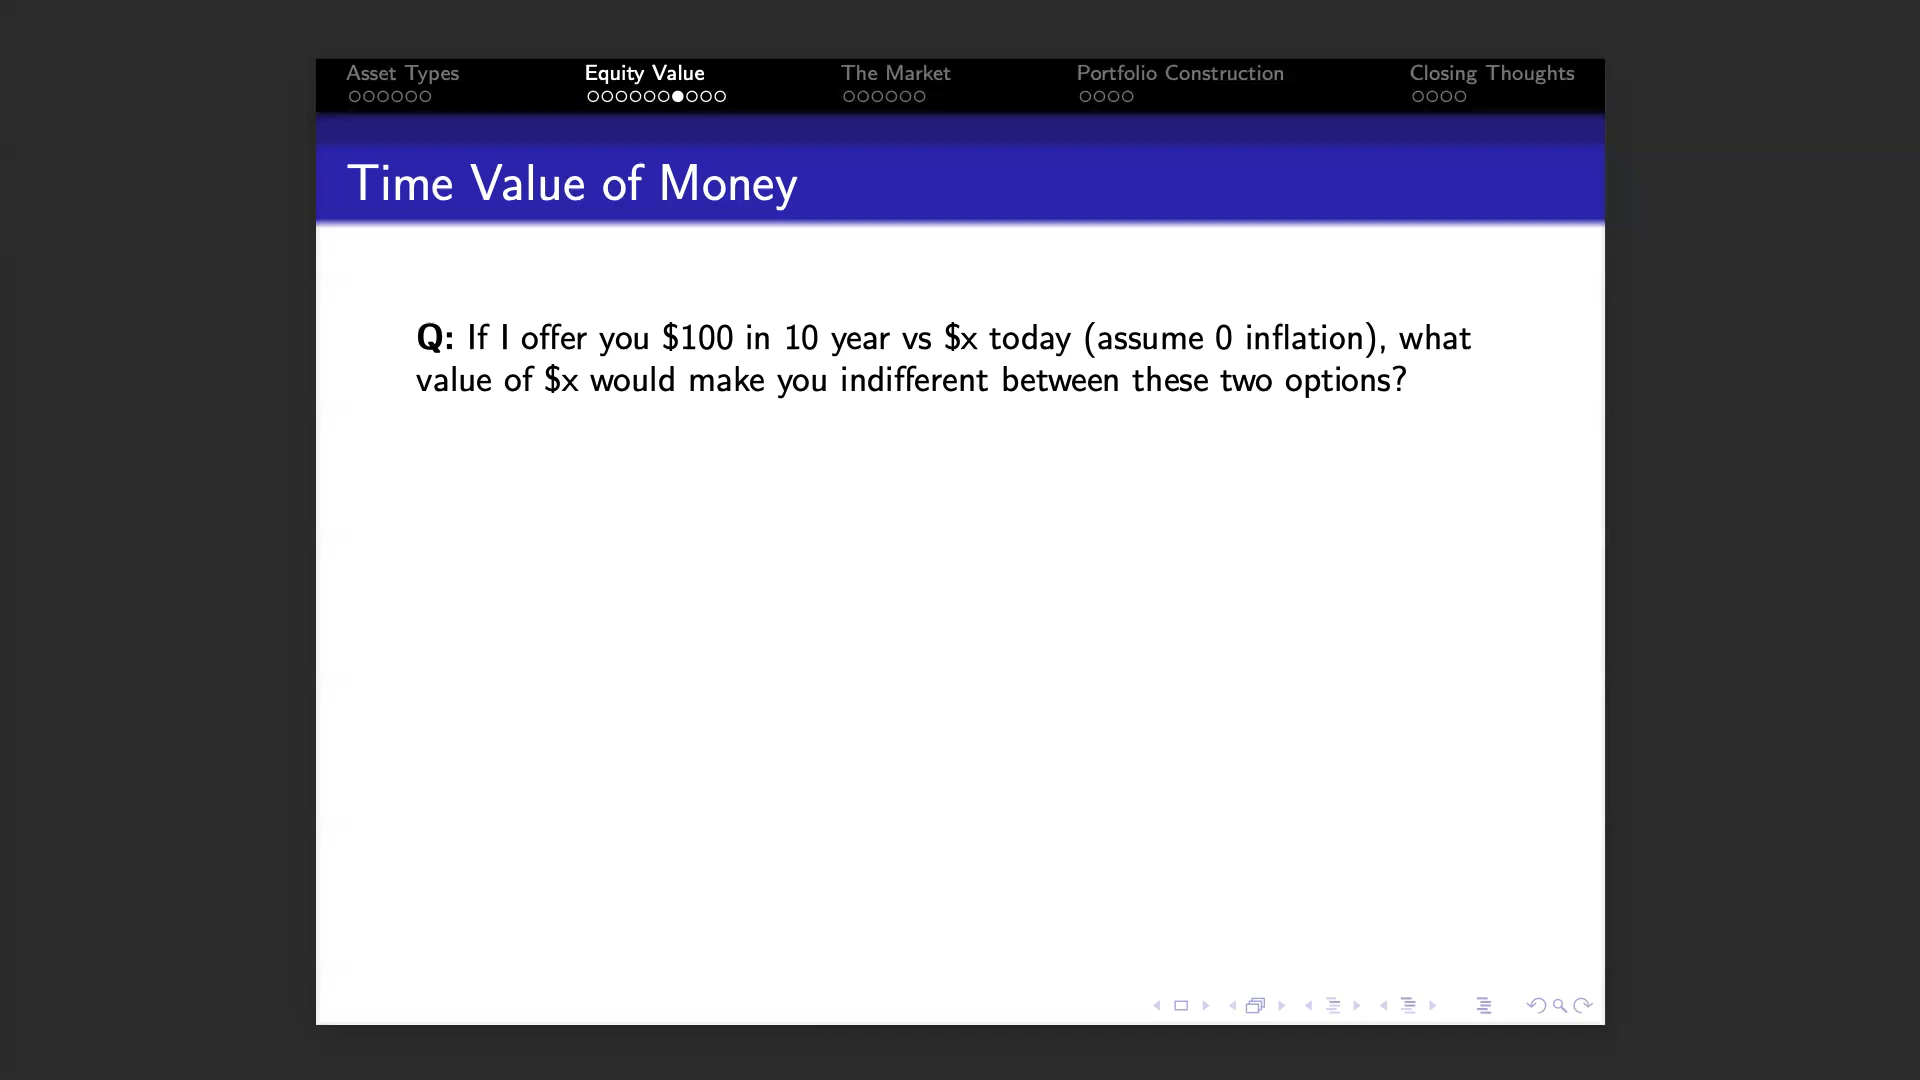 Asset Types Equity Value The Market Portfolio Construction Closing Thoughts
Time Value of Money
Q: If I offer you $100 in 10 year vs $x today (assume 0 inflation), what
value of $x would make you indifferent between these two options?